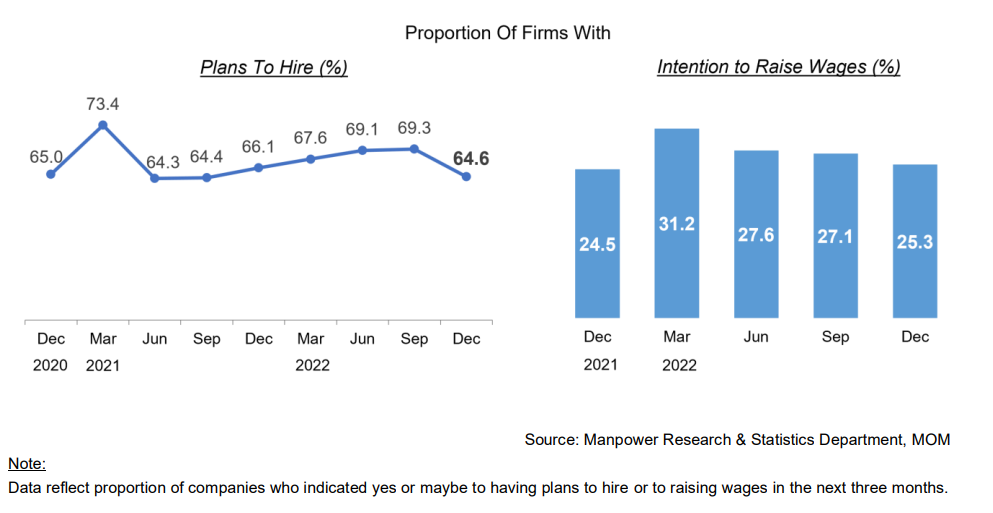 Proportion Of Firms With
Plans To Hire (%)
73.4
65.0
64.3
64.4
66.1
67.6
69.1
69.3
64.6
Dec Mar Jun Sep Dec Mar Jun Sep Dec
2020 2021 2022
Intention to Raise Wages (%)
24.5
31.2
27.6
27.1
25.3
Dec Mar Jun Sep Dec
2021 2022
Source: Manpower Research & Statistics Department, MOM
Note:
Data reflect proportion of companies who indicated yes or maybe to having plans to hire or to raising wages in the next three months.